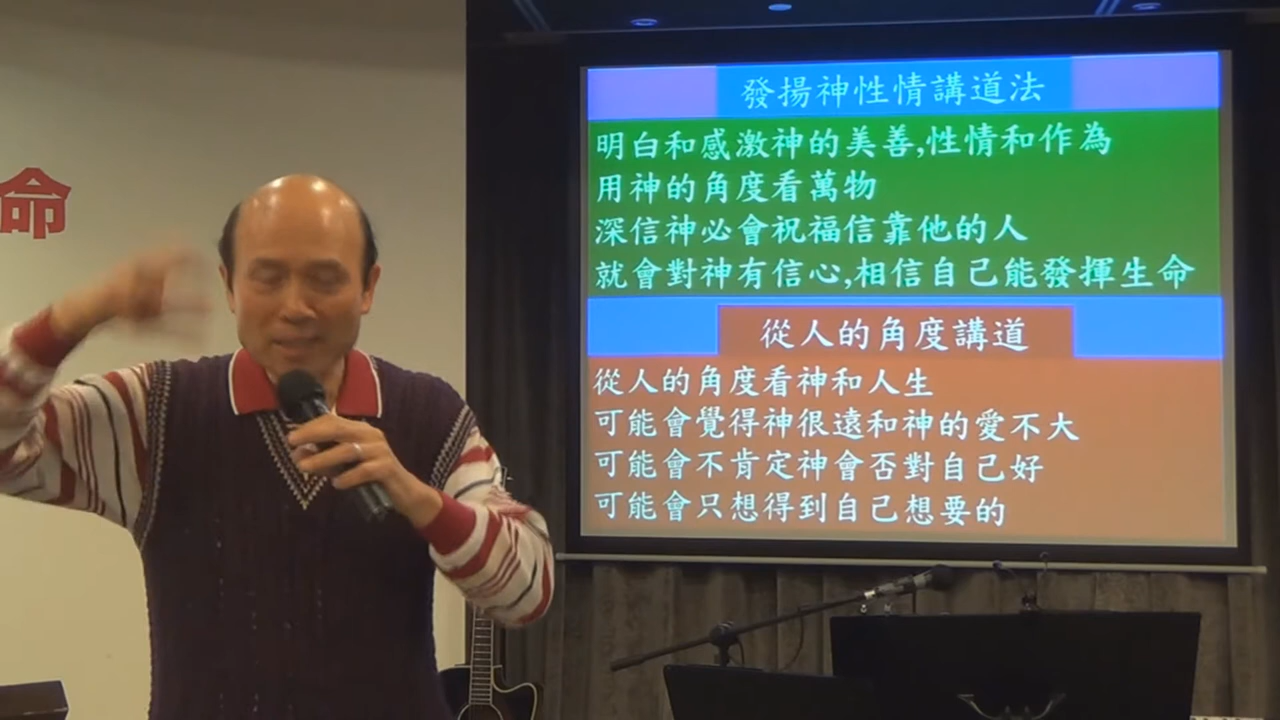 命
發揚神性情講道法
明白和感激神的美善,性情和作為
用神的角度看萬物
深信神必會祝福信靠他的人
就會對神有信心,相信自己能發揮生命
從人的角度講道
從人的角度看神和人生
可能會覺得神很遠和神的愛不大
可能會不肯定神會否對自己好
可能會只想得到自己想要的